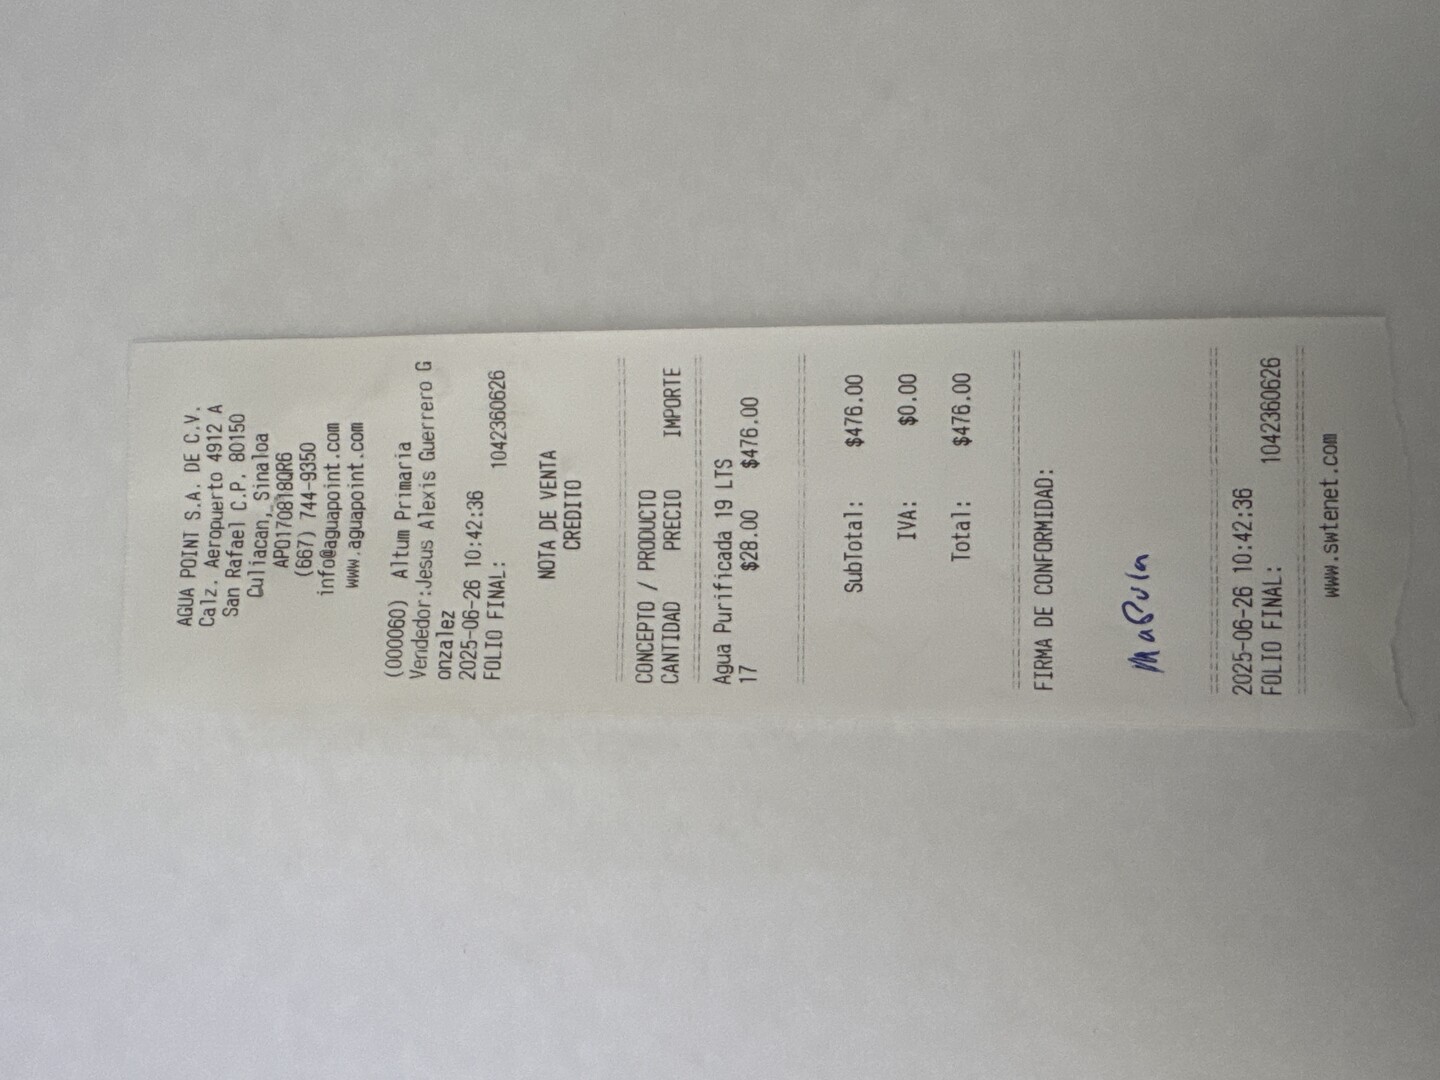 AGUA POINT S.A. DE C.V.
Calz. Aeropuerto 4912 A
San Rafael C.P. 80150
Culiacan, Sinaloa
APO170818QR6
(667) 744-9350
info@aguapoint.com
www.aguapoint.com
(000060) Altum Primaria
Vendedor:Jesus Alexis Guerrero G
onzalez
2025-06-26 10:42:36
FOLIO FINAL: 1042360626
NOTA DE VENTA
CREDITO
CONCEPTO / PRODUCTO
CANTIDAD PRECIO IMPORTE
Agua Purificada 19 LTS
17 $28.00 $476.00
SubTotal: $476.00
IVA: $0.00
Total: $476.00
FIRMA DE CONFORMIDAD:
2025-06-26 10:42:36
FOLIO FINAL: 1042360626
www.swtenet.com